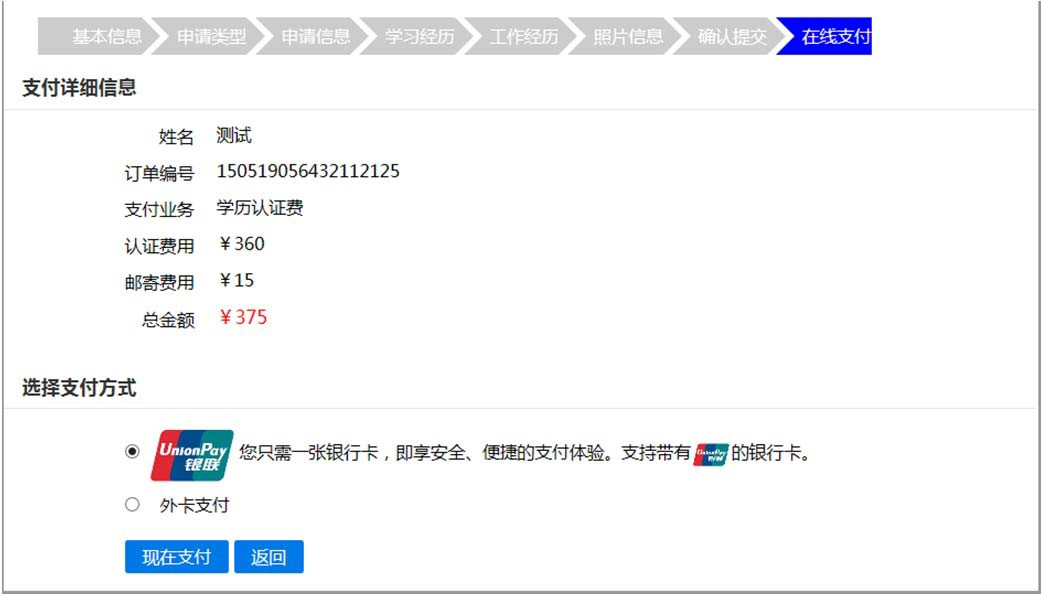 基本信息 申请类型 申请信息 学习经历 工作经历 照片信息 确认提交 在线支付
支付详细信息
姓名 测试
订单编号 150519056432112125
支付业务 学历认证费
认证费用 ￥360
邮寄费用 ￥15
总金额 ￥375
选择支付方式
UnionPay 银联 您只需一张银行卡，即享安全、便捷的支付体验。支持带有 UnionPay 银联 的银行卡。
外卡支付
现在支付 返回